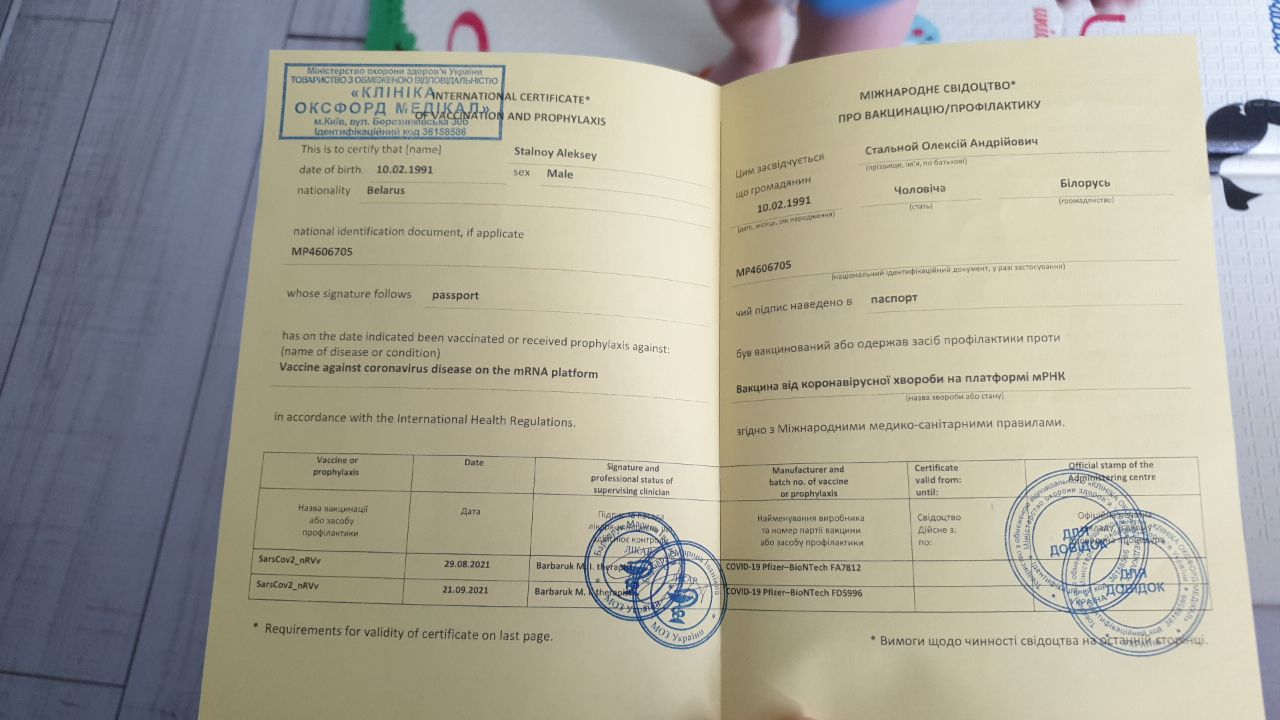 Міністерство охорони здоров'я України
ТОВАРИСТВО З ОБМЕЖЕНОЮ ВІДПОВІДАЛЬНІСТЮ
«КЛІНІКА
ОКСФОРД МЕДІКАЛ»
м.Київ, вул. Березняківська 30б
Ідентифікаційний код 36158586
INTERNATIONAL CERTIFICATE*
OF VACCINATION AND PROPHYLAXIS
This is to certify that [name] Stalnoy Aleksey
date of birth 10.02.1991 sex Male
nationality Belarus
national identification document, if applicate
MP4606705
whose signature follows passport
has on the date indicated been vaccinated or received prophylaxis against:
(name of disease or condition)
Vaccine against coronavirus disease on the mRNA platform
in accordance with the International Health Regulations.
МІЖНАРОДНЕ СВІДОЦТВО*
ПРО ВАКЦИНАЦІЮ/ПРОФІЛАКТИКУ
Цим засвідчується Стальной Олексій Андрійович
(прізвище, ім'я, по батькові)
що громадянин
10.02.1991 Чоловіча Білорусь
(дата, місяць, рік народження) (стать) (громадянство)
MP4606705
(національний ідентифікаційний документ, у разі застосування)
чий підпис наведено в паспорт
був вакцинований або одержав засіб профілактики проти
Вакцина від коронавірусної хвороби на платформі мРНК
(назва хвороби або стану)
згідно з Міжнародними медико-санітарними правилами.
Vaccine or prophylaxis Date Signature and professional status of supervising clinician Manufacturer and batch no. of vaccine or prophylaxis Certificate valid from: until: Official stamp of the Administering centre
Назва вакцинації або засобу профілактики Дата Найменування виробника та номер партії вакцини або засобу профілактики Свідоцтво Дійсне з: по:
SarsCov2_nRVv 29.08.2021 Barbaruk M. I. therapist COVID-19 Pfizer–BioNTech FA7812
SarsCov2_nRVv 21.09.2021 Barbaruk M. I. therapist COVID-19 Pfizer–BioNTech FD5996
ЛІКАР
МОЗ України
ДЛЯ ДОВІДОК
ДЛЯ ДОВІДОК
* Requirements for validity of certificate on last page.
* Вимоги щодо чинності свідоцтва на останній сторінці.